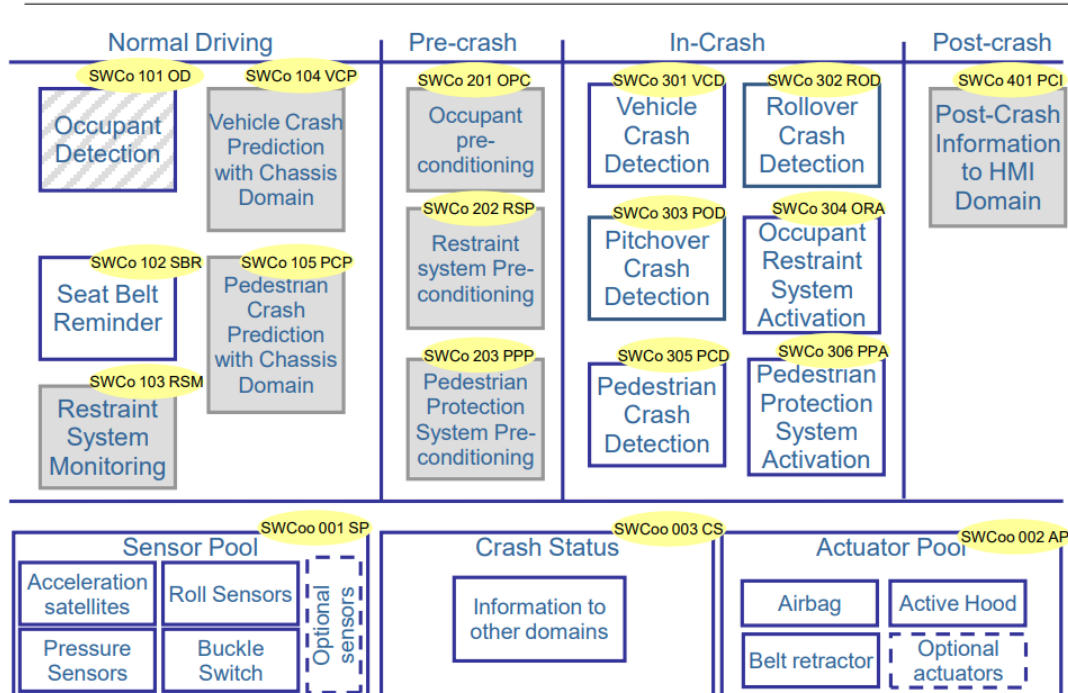 Normal Driving
Pre-crash
In-Crash
Post-crash
SWCo 101 OD
Occupant
Detection
SWCo 104 VCP
Vehicle Crash
Prediction
with Chassis
Domain
SWCo 102 SBR
Seat Belt
Reminder
SWCo 105 PCP
Pedestrian
Crash
Prediction
with Chassis
Domain
SWCo 103 RSM
Restraint
System
Monitoring
SWCo 201 OPC
Occupant
pre-
conditioning
SWCo 202 RSP
Restraint
system Pre-
conditioning
SWCo 203 PPP
Pedestrian
Protection
System Pre-
conditioning
SWCo 301 VCD
Vehicle
Crash
Detection
SWCo 302 ROD
Rollover
Crash
Detection
SWCo 303 POD
Pitchover
Crash
Detection
SWCo 304 ORA
Occupant
Restraint
System
Activation
SWCo 305 PCD
Pedestrian
Crash
Detection
SWCo 306 PPA
Pedestrian
Protection
System
Activation
SWCo 401 PCI
Post-Crash
Information
to HMI
Domain
SWCoo 001 SP
Sensor Pool
Acceleration
satellites
Roll Sensors
Pressure
Sensors
Buckle
Switch
Optional
sensors
SWCoo 003 CS
Crash Status
Information to
other domains
SWCoo 002 AP
Actuator Pool
Airbag
Active Hood
Belt retractor
Optional
actuators